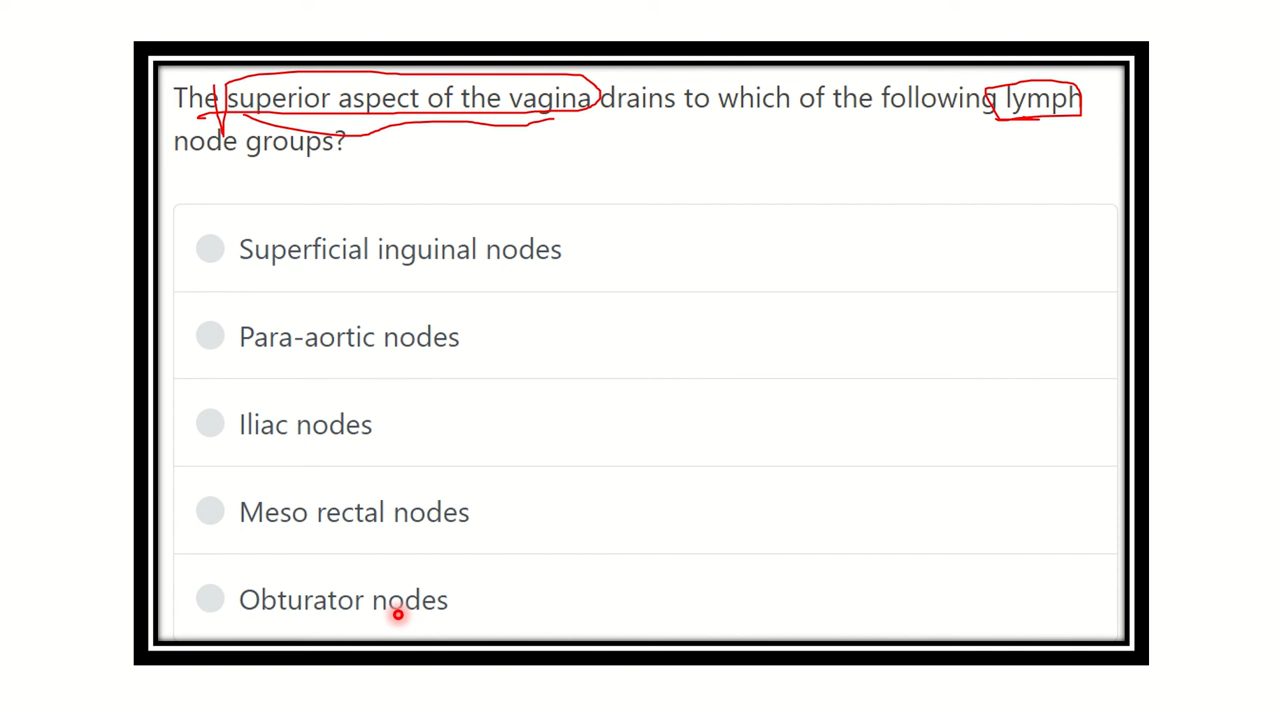 The superior aspect of the vagina drains to which of the following lymph
node groups?
Superficial inguinal nodes
Para-aortic nodes
Iliac nodes
Meso rectal nodes
Obturator nodes